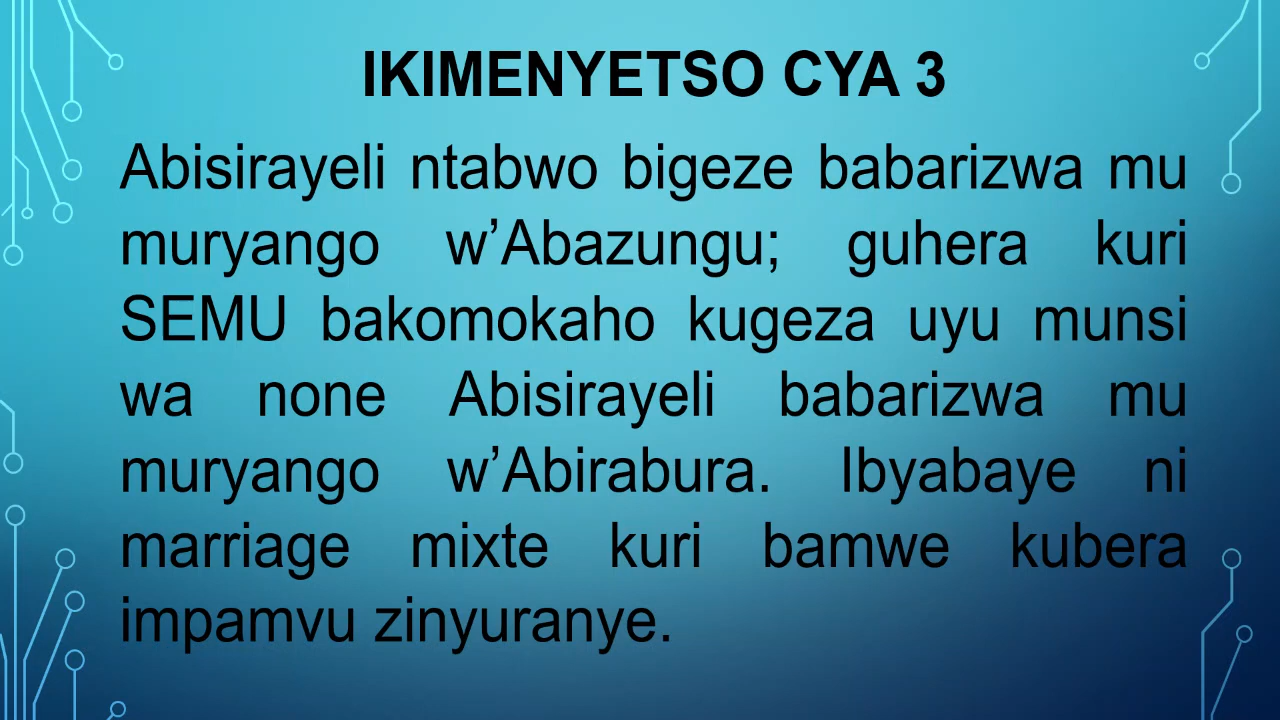 IKIMENYETSO CYA 3
Abisirayeli ntabwo bigeze babarizwa mu
muryango w’Abazungu; guhera kuri
SEMU bakomokaho kugeza uyu munsi
wa none Abisirayeli babarizwa mu
muryango w’Abirabura. Ibyabaye ni
marriage mixte kuri bamwe kubera
impamvu zinyuranye.